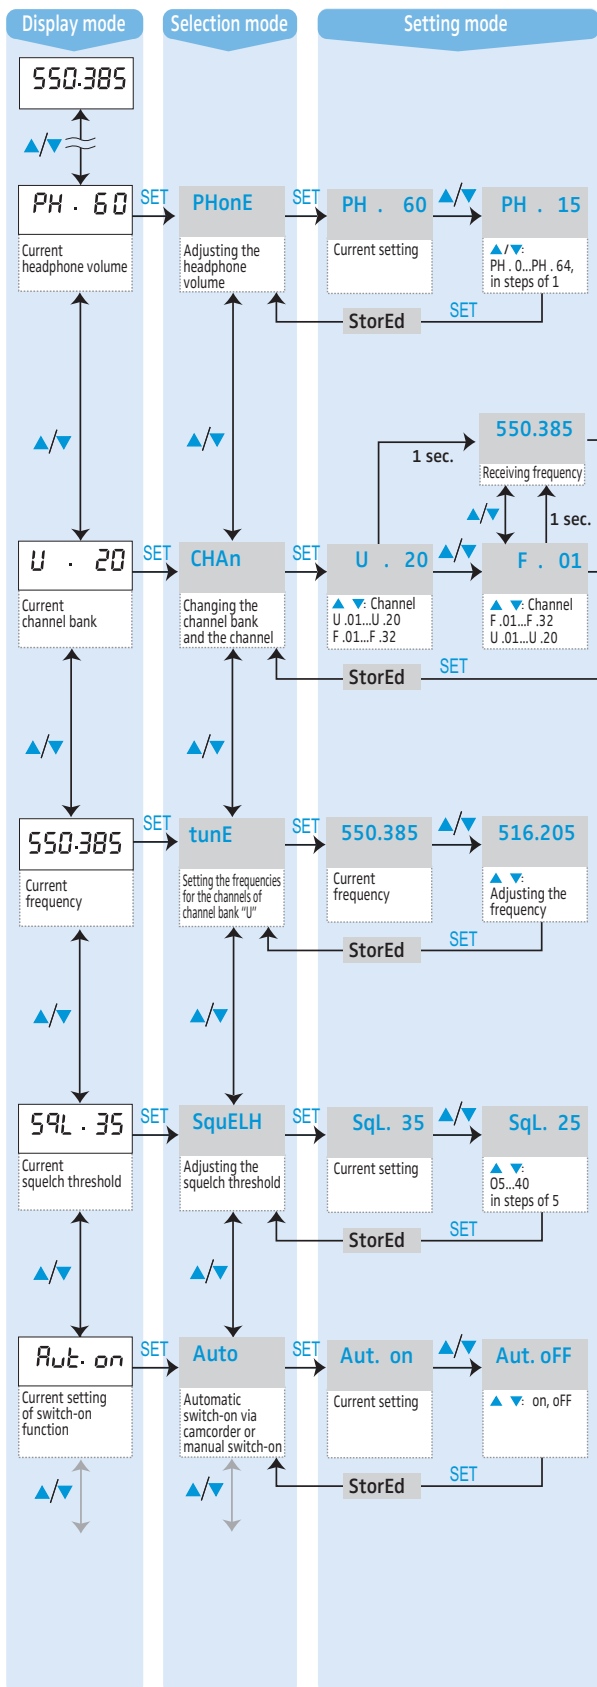 Display mode
Selection mode
Setting mode
550.385
▲/▼
PH . 60
SET
PHonE
SET
PH . 60
▲/▼
PH . 15
Current
headphone volume
Adjusting the
headphone
volume
Current setting
▲/▼:
PH . 0...PH . 64,
in steps of 1
StorEd
SET
▲/▼
▲/▼
1 sec.
550.385
Receiving frequency
▲/▼
1 sec.
U . 20
SET
CHAn
SET
U . 20
▲/▼
F . 01
Current
channel bank
Changing the
channel bank
and the channel
▲ ▼: Channel
U .01...U .20
F .01...F .32
▲ ▼: Channel
F .01...F .32
U .01...U .20
StorEd
SET
▲/▼
▲/▼
550.385
SET
tunE
SET
550.385
▲/▼
516.205
Current
frequency
Setting the frequencies
for the channels of
channel bank “U”
Current
frequency
▲ ▼:
Adjusting the
frequency
StorEd
SET
▲/▼
▲/▼
SqL . 35
SET
SquELH
SET
SqL. 35
▲/▼
SqL. 25
Current
squelch threshold
Adjusting the
squelch threshold
Current setting
▲ ▼:
O5...40
in steps of 5
StorEd
SET
▲/▼
▲/▼
Aut. on
SET
Auto
SET
Aut. on
▲/▼
Aut. oFF
Current setting
of switch-on
function
Automatic
switch-on via
camcorder or
manual switch-on
Current setting
▲ ▼: on, oFF
StorEd
SET
▲/▼
▲/▼